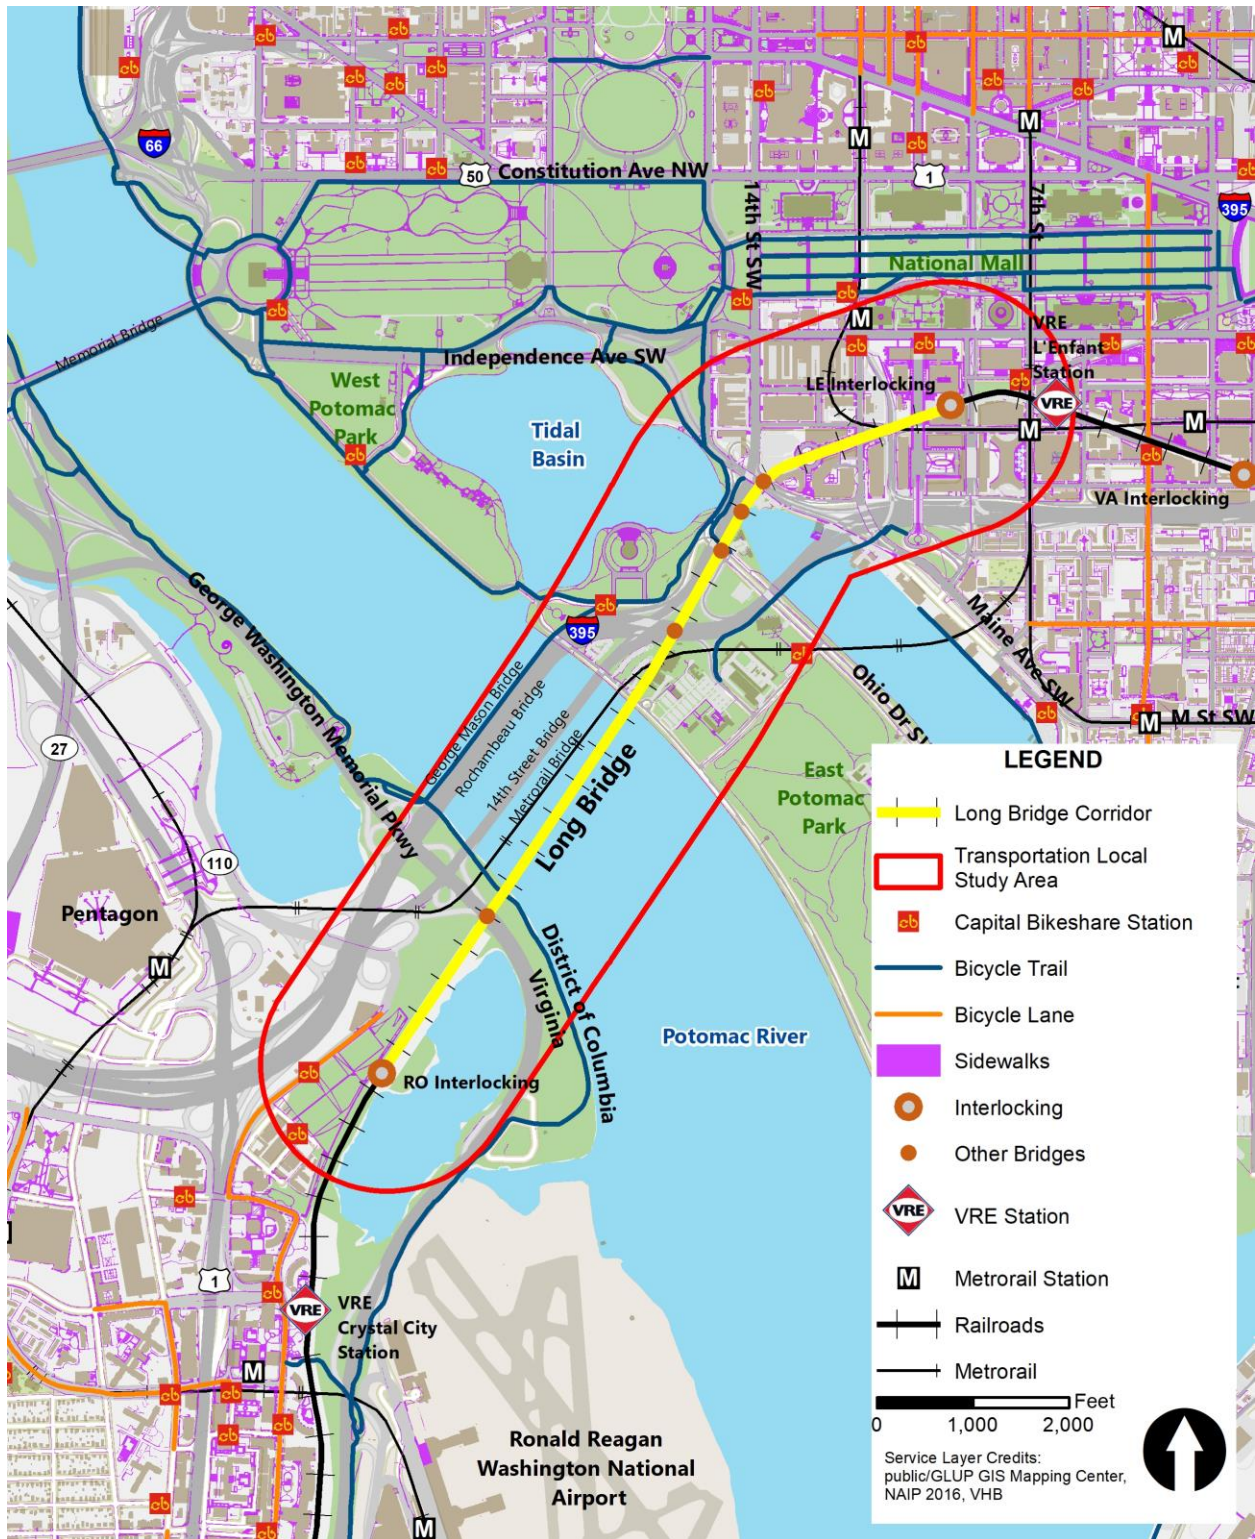 66
50
Constitution Ave NW
1
395
14th St SW
7th St
National Mall
Memorial Bridge
Independence Ave SW
VRE
L'Enfant
Station
LE Interlocking
West
Potomac
Park
Tidal
Basin
VRE
VA Interlocking
George Washington Memorial Pkwy
395
Maine Ave SW
George Mason Bridge
Rochambeau Bridge
14th Street Bridge
Metrorail Bridge
Long Bridge
Ohio Dr
M St SW
27
110
East
Potomac
Park
Pentagon
District of Columbia
Virginia
Potomac River
RO Interlocking
1
VRE
VRE
Crystal City
Station
Ronald Reagan
Washington National
Airport
M
cb
LEGEND
Long Bridge Corridor
Transportation Local
Study Area
cb Capital Bikeshare Station
Bicycle Trail
Bicycle Lane
Sidewalks
Interlocking
Other Bridges
VRE VRE Station
M Metrorail Station
Railroads
Metrorail
Feet
0 1,000 2,000
Service Layer Credits:
public/GLUP GIS Mapping Center,
NAIP 2016, VHB